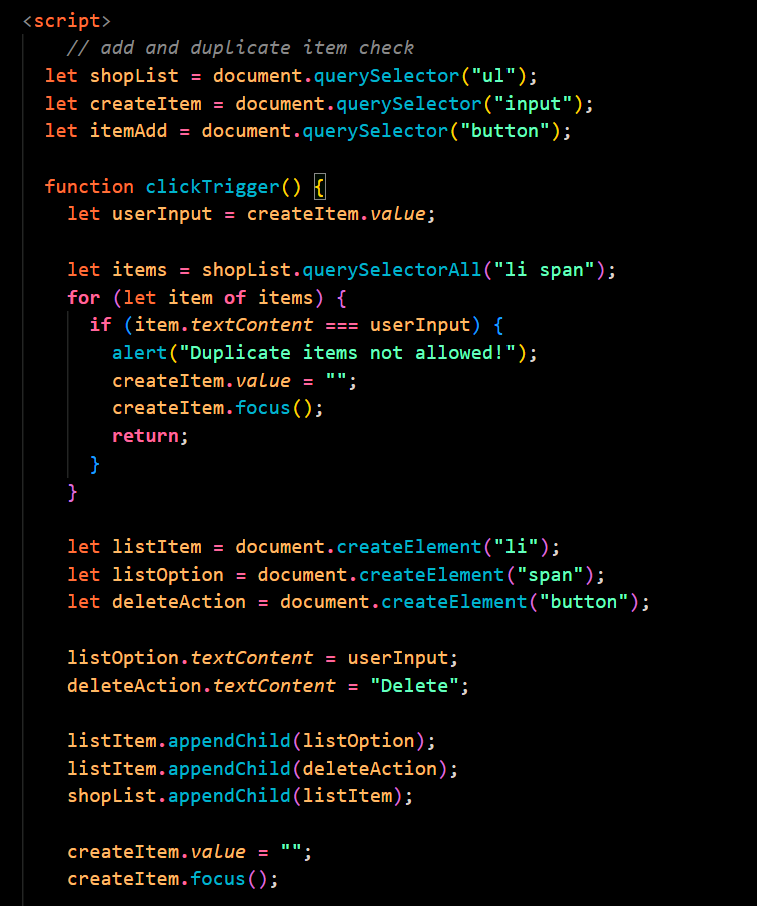 <script>
// add and duplicate item check
let shopList = document.querySelector("ul");
let createItem = document.querySelector("input");
let itemAdd = document.querySelector("button");
function clickTrigger() {
let userInput = createItem.value;
let items = shopList.querySelectorAll("li span");
for (let item of items) {
if (item.textContent === userInput) {
alert("Duplicate items not allowed!");
createItem.value = "";
createItem.focus();
return;
}
}
let listItem = document.createElement("li");
let listOption = document.createElement("span");
let deleteAction = document.createElement("button");
listOption.textContent = userInput;
deleteAction.textContent = "Delete";
listItem.appendChild(listOption);
listItem.appendChild(deleteAction);
shopList.appendChild(listItem);
createItem.value = "";
createItem.focus();